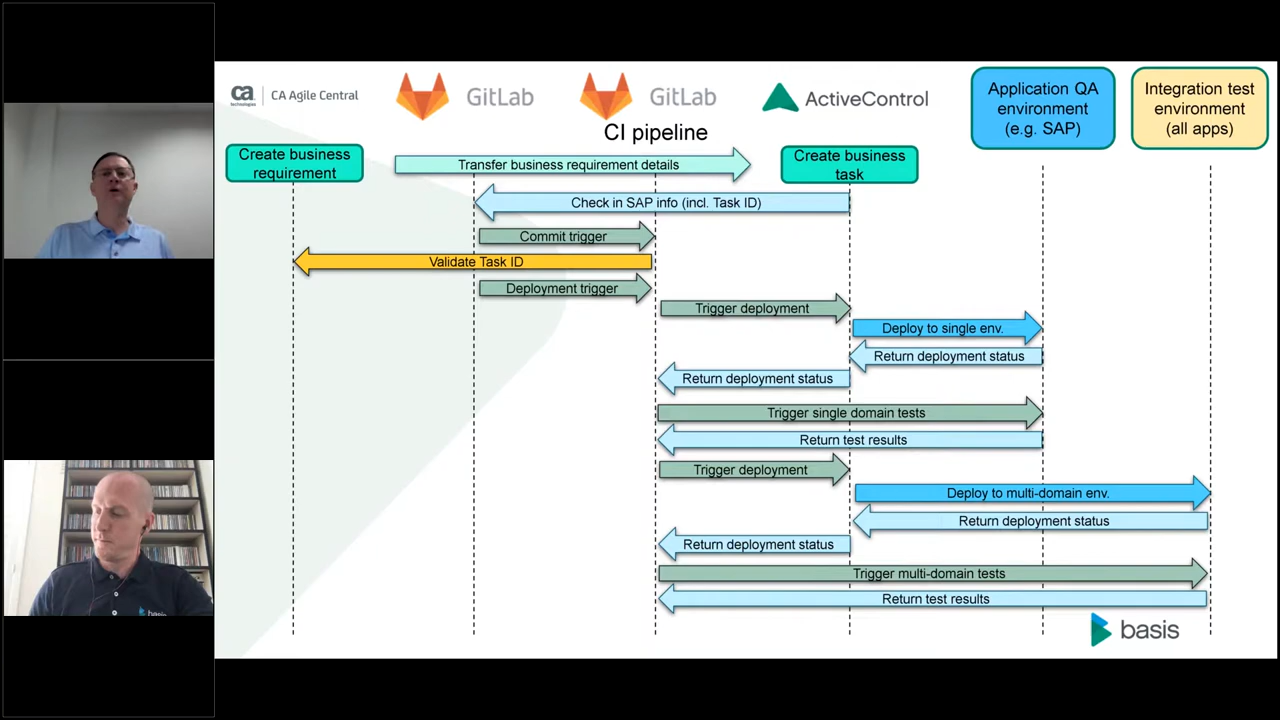 ca
technologies
CA Agile Central
GitLab
GitLab
CI pipeline
ActiveControl
Application QA
environment
(e.g. SAP)
Integration test
environment
(all apps)
Create business
requirement
Transfer business requirement details
Create business
task
Check in SAP info (incl. Task ID)
Commit trigger
Validate Task ID
Deployment trigger
Trigger deployment
Deploy to single env.
Return deployment status
Return deployment status
Trigger single domain tests
Return test results
Trigger deployment
Deploy to multi-domain env.
Return deployment status
Return deployment status
Trigger multi-domain tests
Return test results
basis
basis